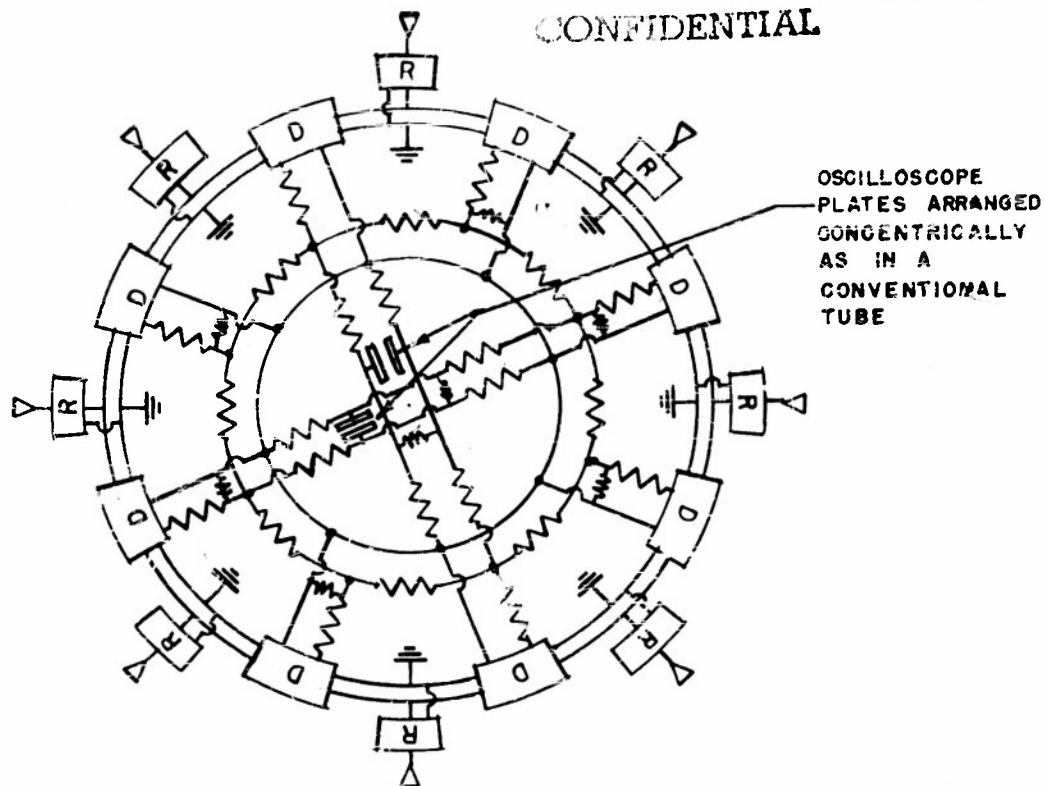 CONFIDENTIAL
R
D
D
R
R
OSCILLOSCOPE
PLATES ARRANGED
CONCENTRICALLY
AS IN A
CONVENTIONAL
TUBE
D
D
R
R
D
D
R
R
D
D
R